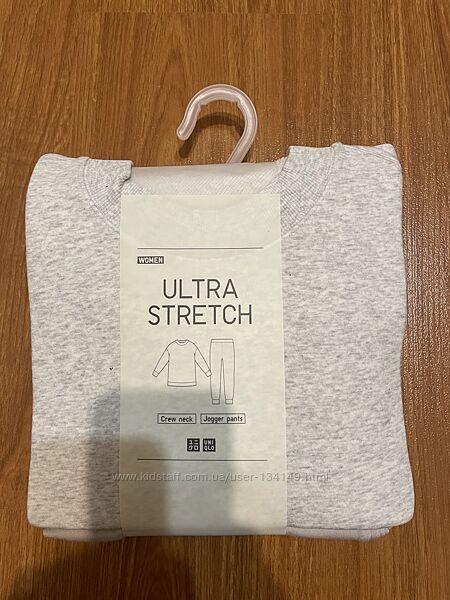 WOMEN
ULTRA
STRETCH
Crew neck Jogger pants
ユニ UNI
クロ QLO
www.kidstaff.com.ua/user-134149.html